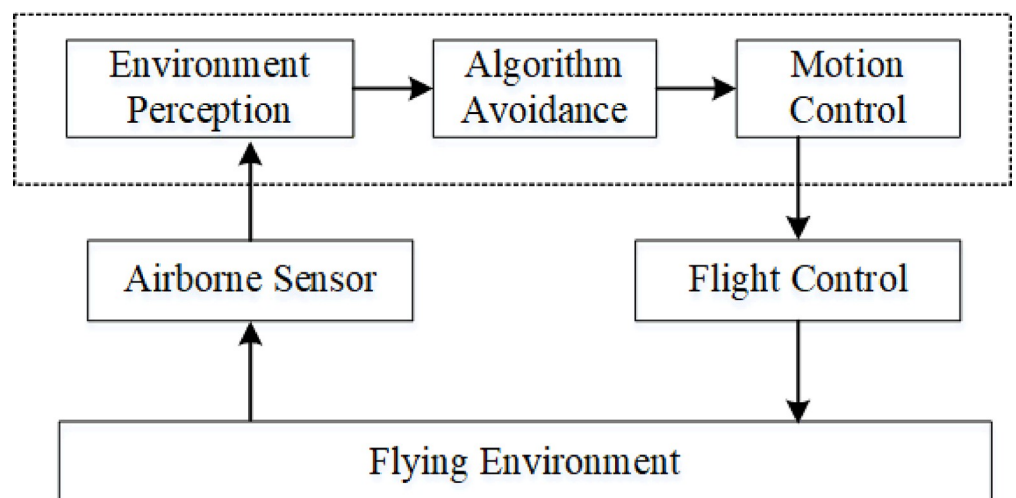 Environment
Perception
Algorithm
Avoidance
Motion
Control
Airborne Sensor
Flight Control
Flying Environment